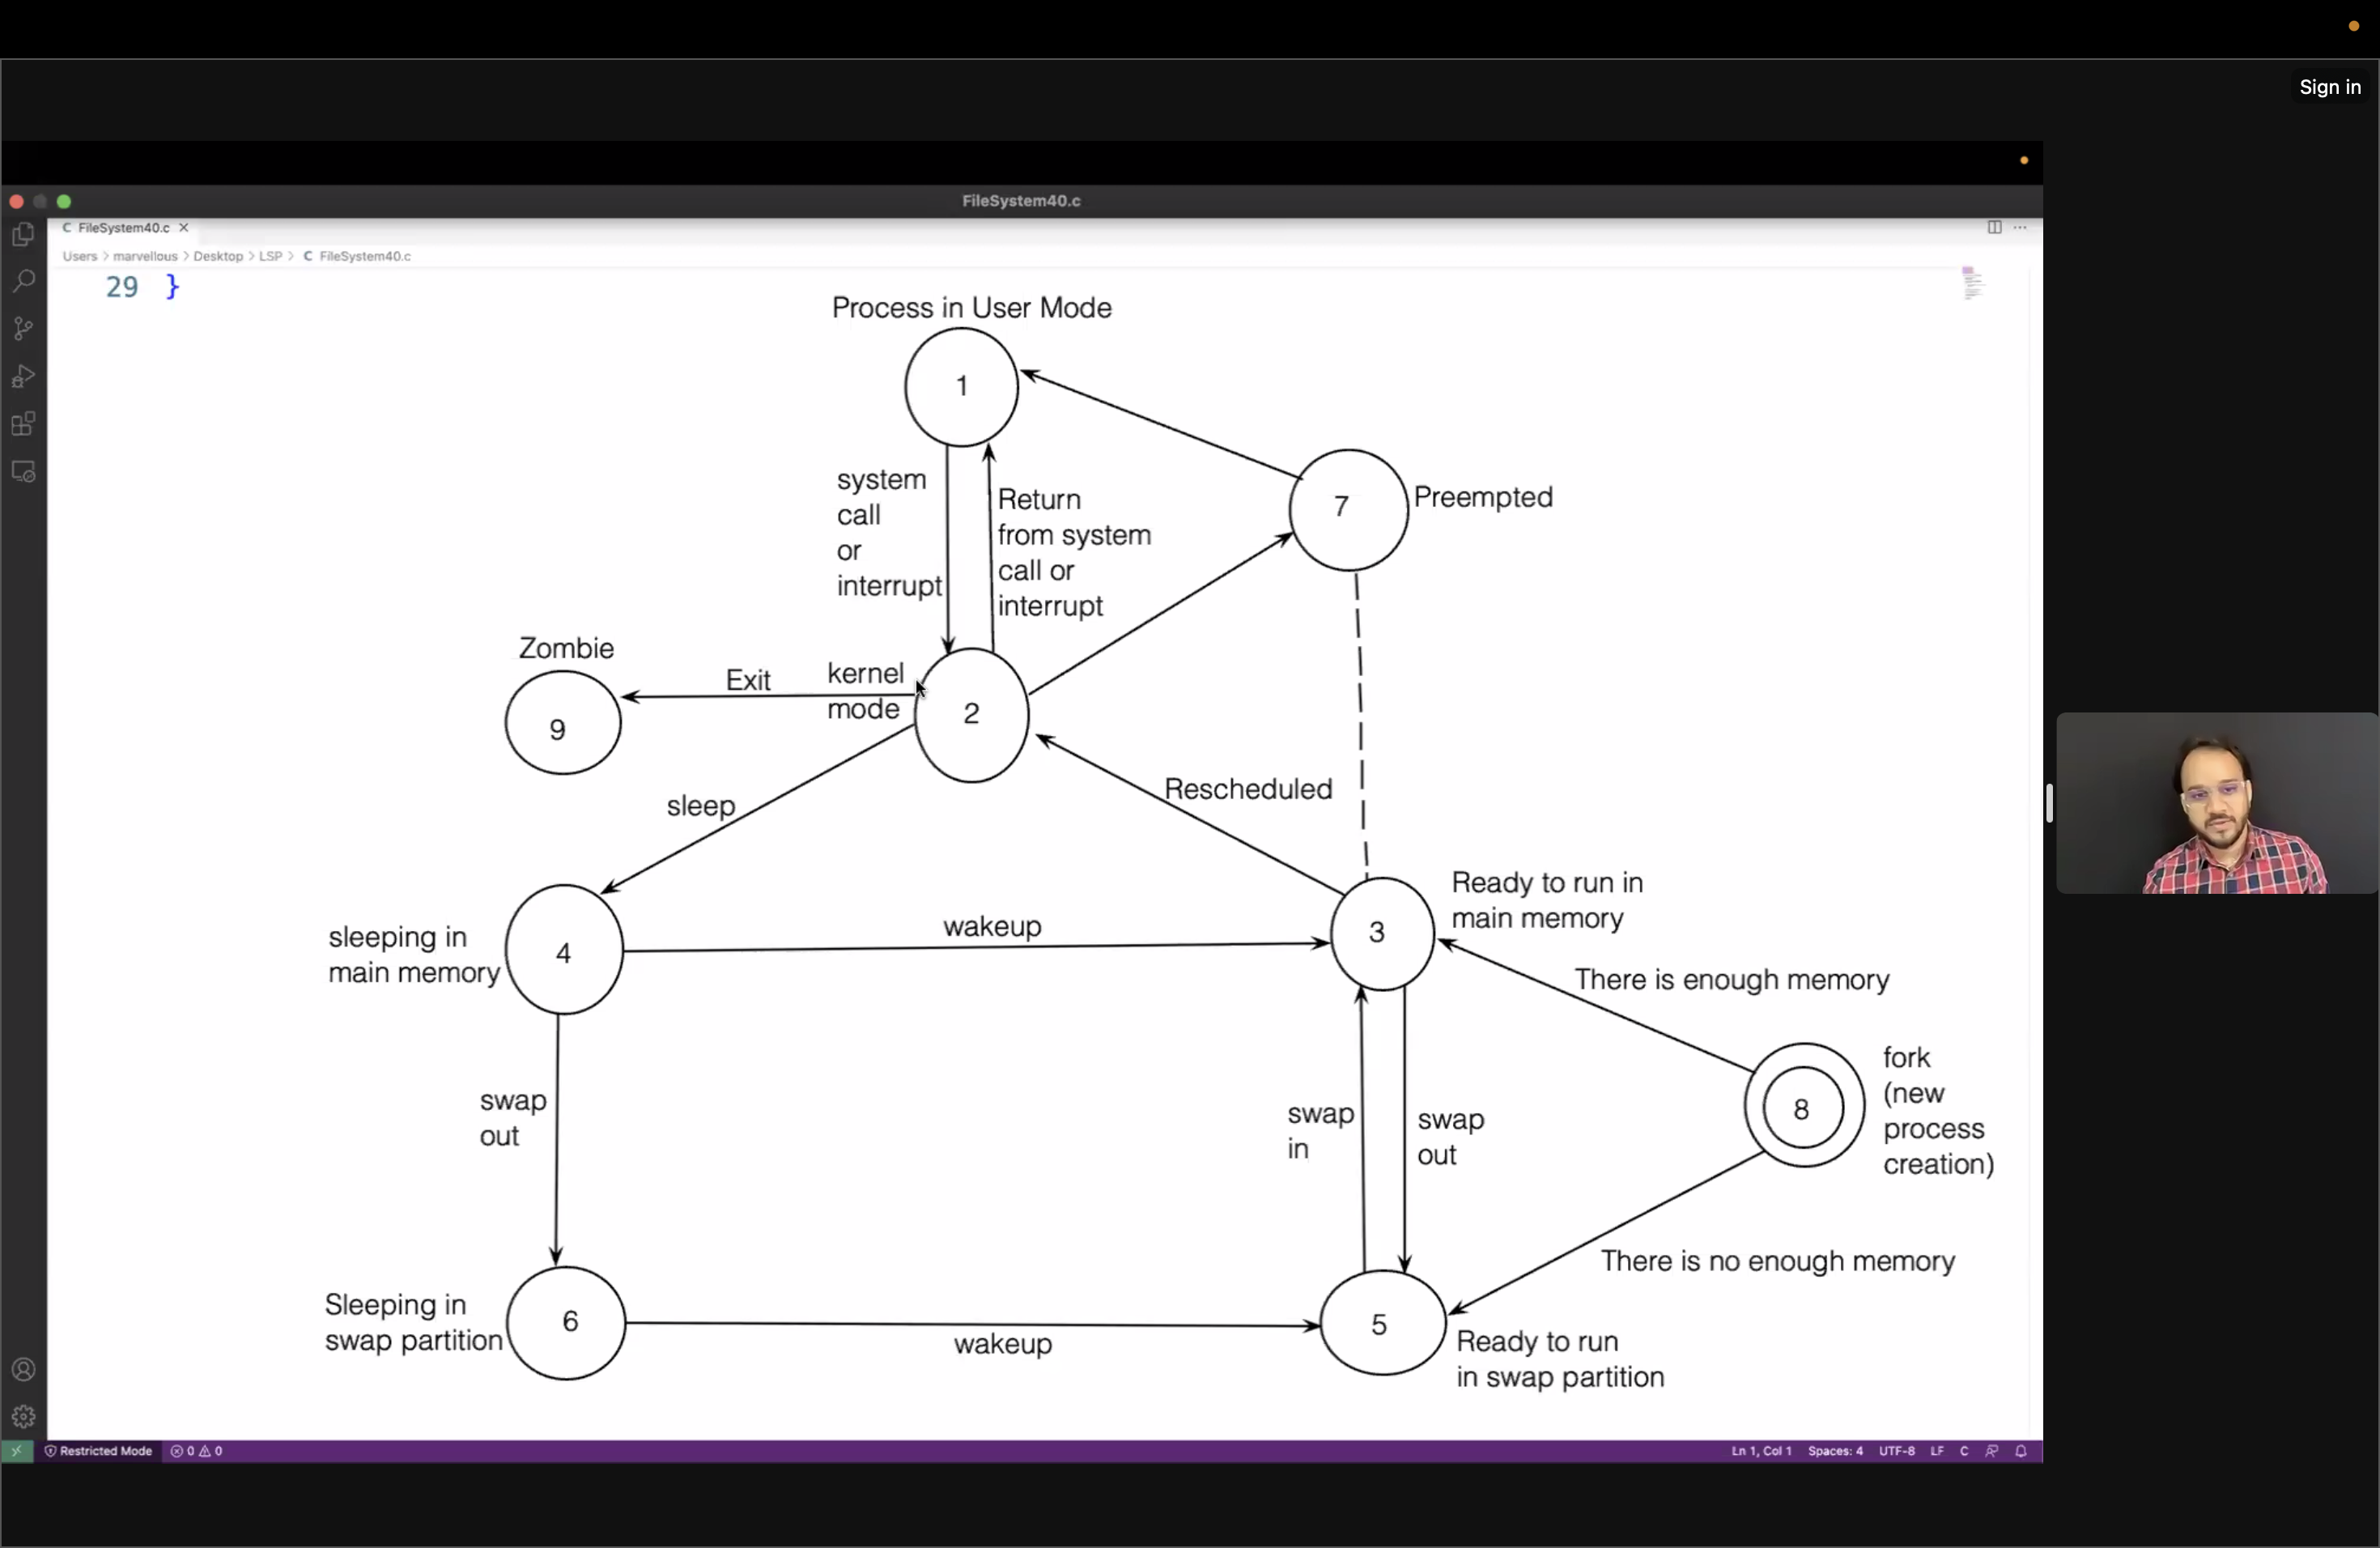 Sign in
FileSystem40.c
C FileSystem40.c ×
Users > marvellous > Desktop > LSP > C FileSystem40.c
29 }
Process in User Mode
1
system
call
or
interrupt
Return
from system
call or
interrupt
7
Preempted
Zombie
9
Exit
kernel
mode
2
sleep
Rescheduled
sleeping in
main memory
4
wakeup
3
Ready to run in
main memory
There is enough memory
swap
out
swap
in
swap
out
8
fork
(new
process
creation)
There is no enough memory
Sleeping in
swap partition
6
wakeup
5
Ready to run
in swap partition
Restricted Mode 0 0
Ln 1, Col 1 Spaces: 4 UTF-8 LF C